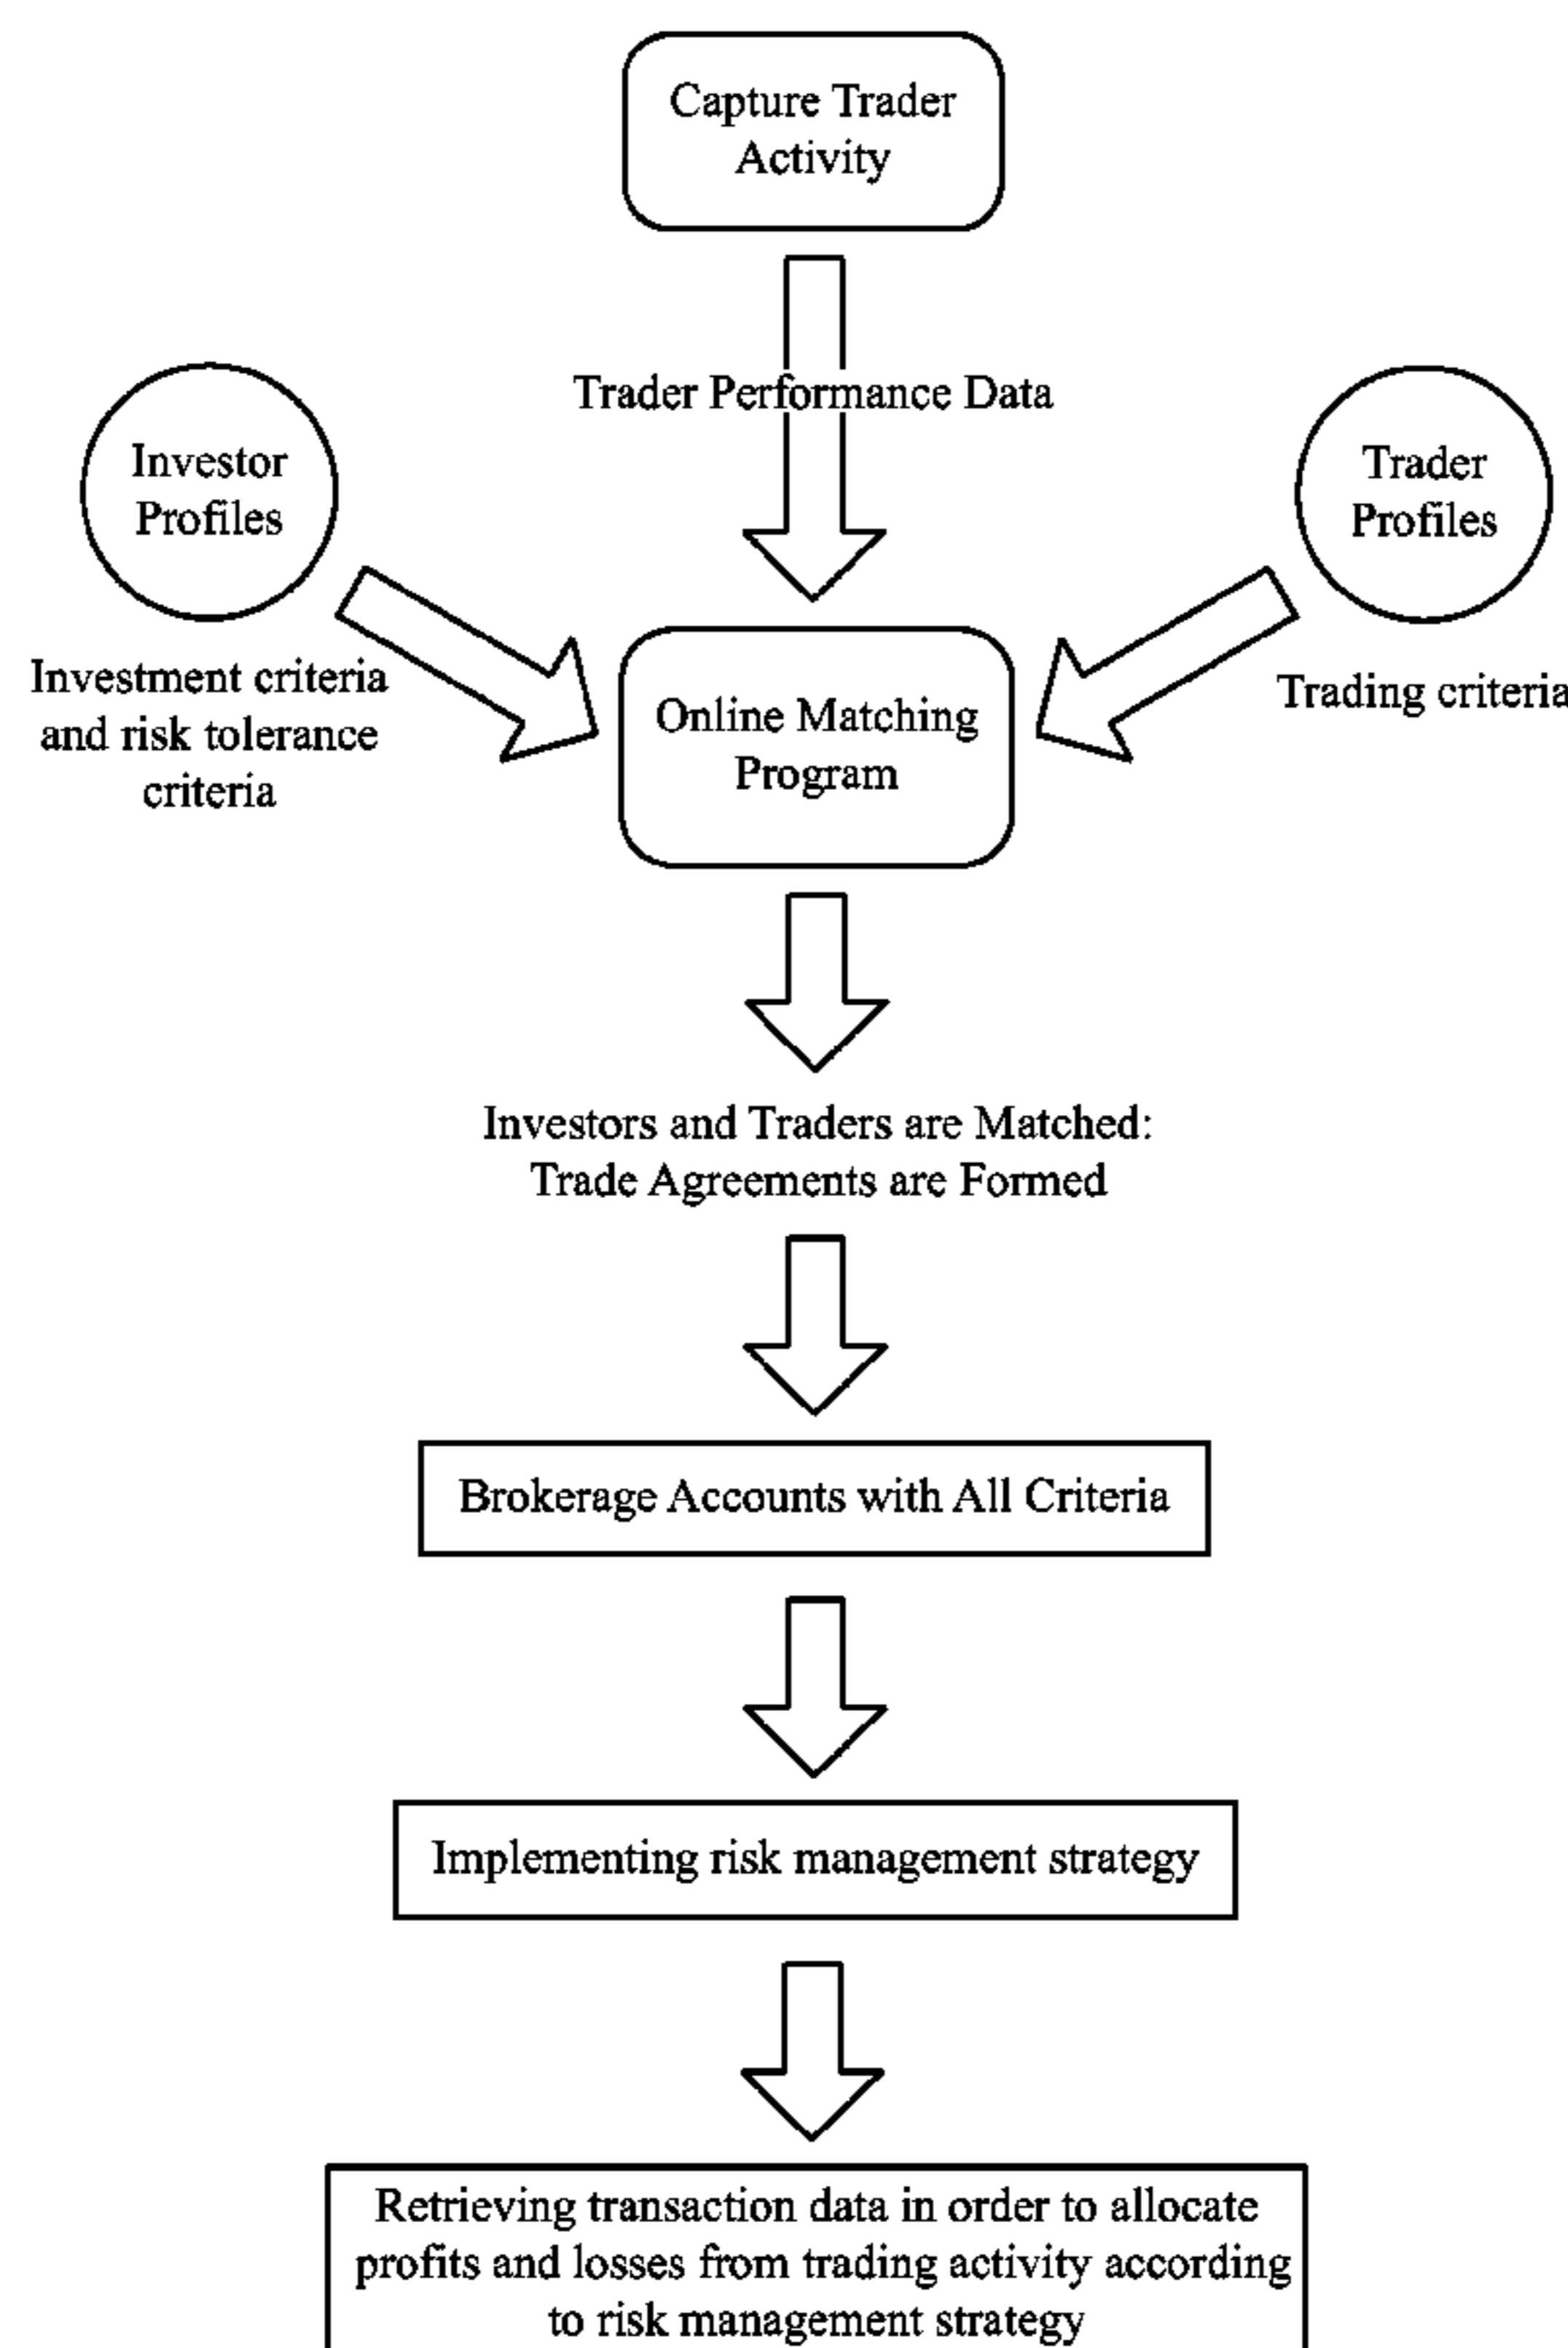 Capture Trader
Activity
Trader Performance Data
Investor
Profiles
Trader
Profiles
Investment criteria
and risk tolerance
criteria
Trading criteria
Online Matching
Program
Investors and Traders are Matched:
Trade Agreements are Formed
Brokerage Accounts with All Criteria
Implementing risk management strategy
Retrieving transaction data in order to allocate
profits and losses from trading activity according
to risk management strategy